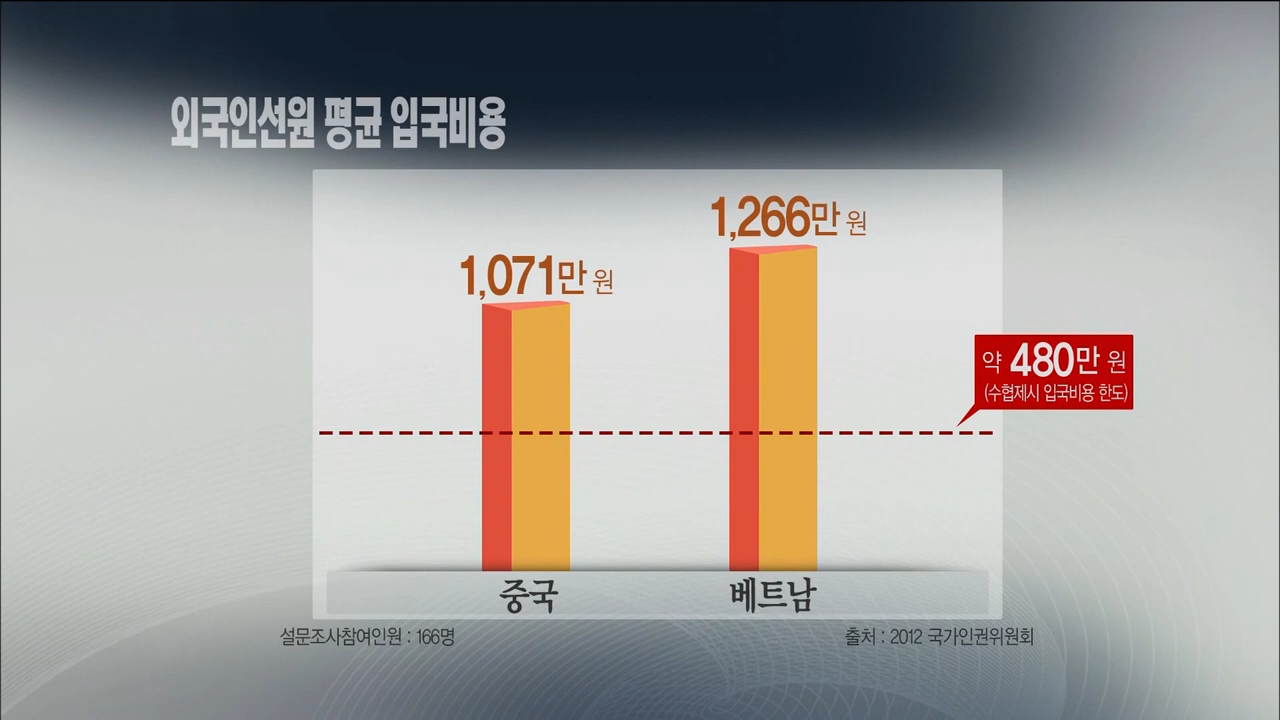 외국인선원 평균 입국비용
1,266만 원
1,071만 원
약 480만 원
(수협제시 입국비용 한도)
중국 베트남
설문조사참여인원 : 166명 출처 : 2012 국가인권위원회